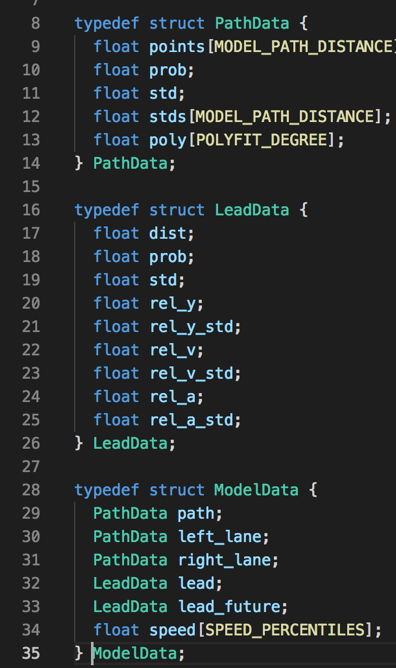 8 typedef struct PathData {
9 float points[MODEL_PATH_DISTANCE]
10 float prob;
11 float std;
12 float stds[MODEL_PATH_DISTANCE];
13 float poly[POLYFIT_DEGREE];
14 } PathData;
15
16 typedef struct LeadData {
17 float dist;
18 float prob;
19 float std;
20 float rel_y;
21 float rel_y_std;
22 float rel_v;
23 float rel_v_std;
24 float rel_a;
25 float rel_a_std;
26 } LeadData;
27
28 typedef struct ModelData {
29 PathData path;
30 PathData left_lane;
31 PathData right_lane;
32 LeadData lead;
33 LeadData lead_future;
34 float speed[SPEED_PERCENTILES];
35 } ModelData;